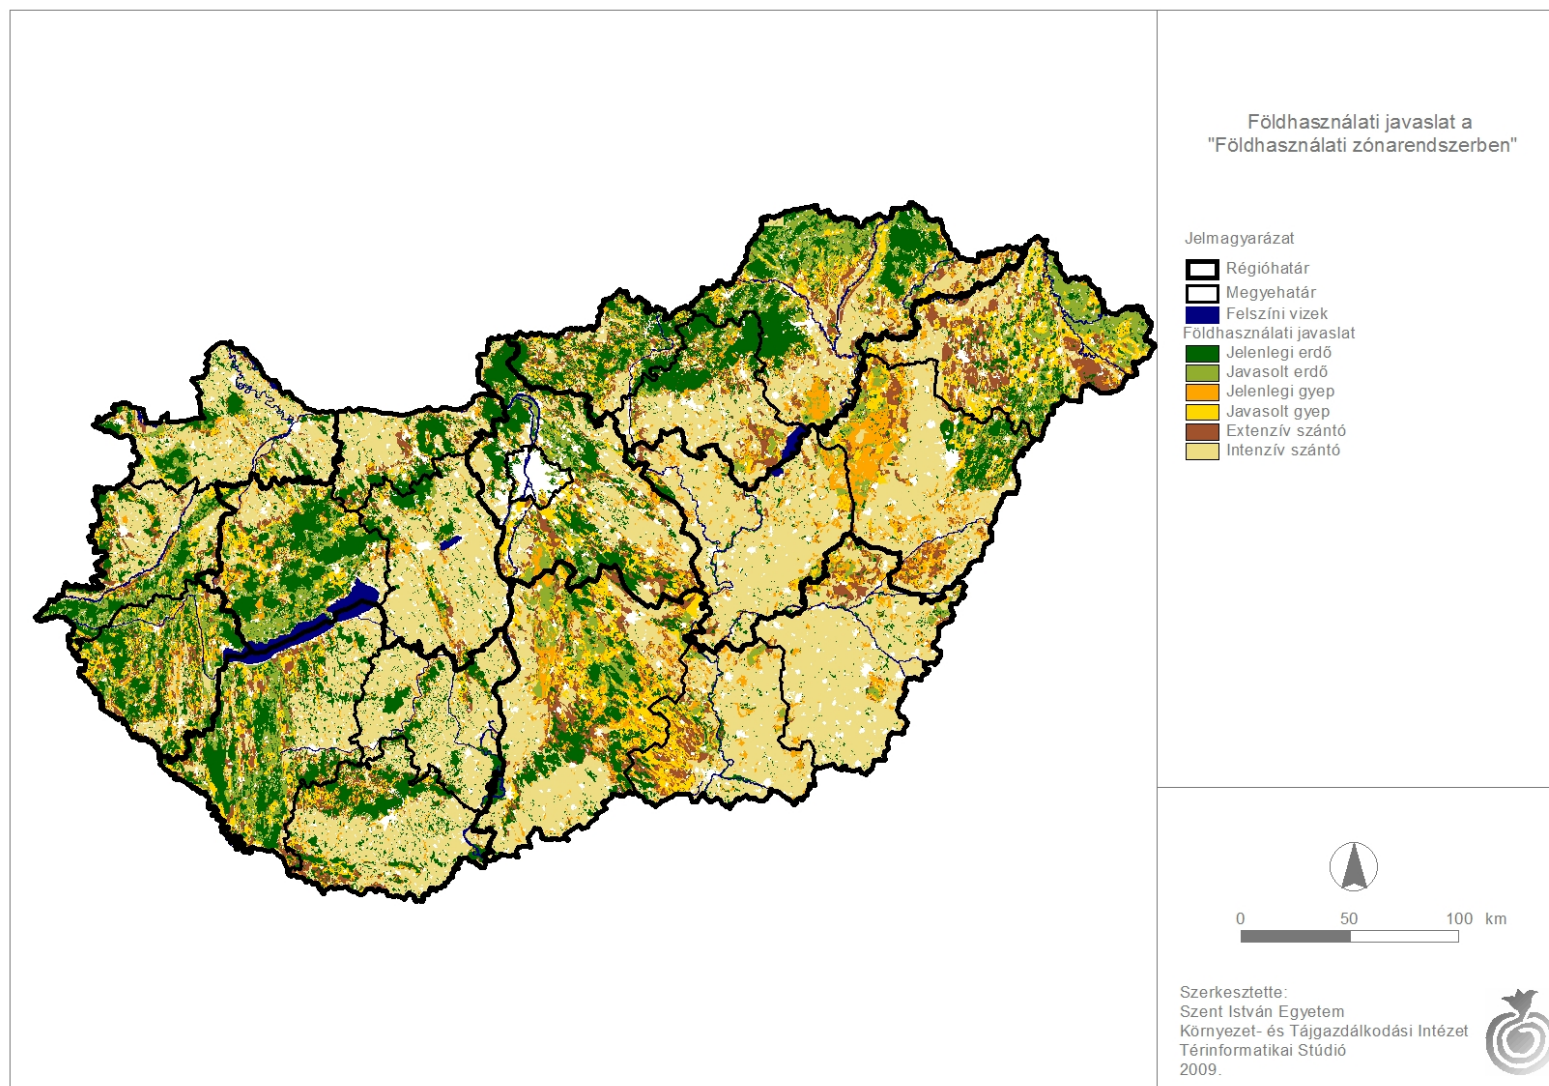 Földhasználati javaslat a
"Földhasználati zónarendszerben"
Jelmagyarázat
Régióhatár
Megyehatár
Felszíni vizek
Földhasználati javaslat
Jelenlegi erdő
Javasolt erdő
Jelenlegi gyep
Javasolt gyep
Extenzív szántó
Intenzív szántó
0 50 100 km
Szerkesztette:
Szent István Egyetem
Környezet- és Tájgazdálkodási Intézet
Térinformatikai Stúdió
2009.